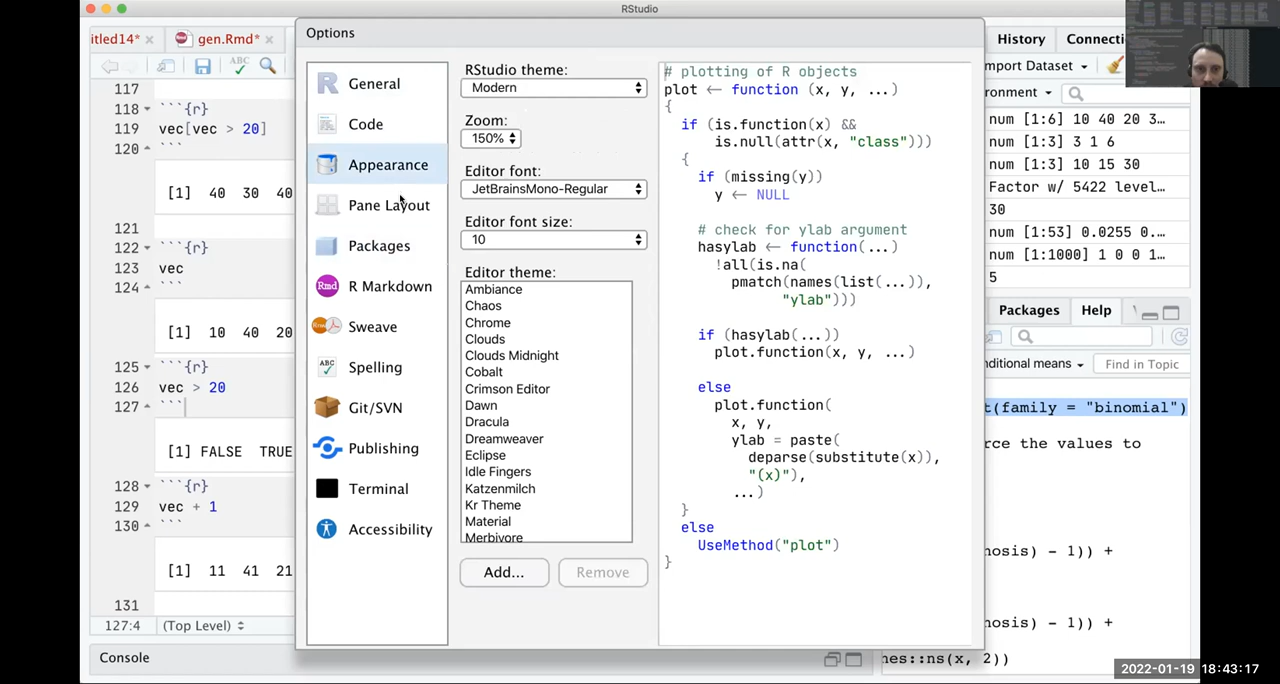 RStudio
itled14* ×
gen.Rmd* ×
ABC
117
118 ```{r}
119 vec[vec > 20]
120 ```
[1] 40 30 40
121
122 ```{r}
123 vec
124 ```
[1] 10 40 20
125 ```{r}
126 vec > 20
127 ```
[1] FALSE TRUE
128 ```{r}
129 vec + 1
130 ```
[1] 11 41 21
131
127:4 (Top Level)
Console
Options
General
Code
Appearance
Pane Layout
Packages
Rmd R Markdown
Sweave
ABC Spelling
Git/SVN
Publishing
Terminal
Accessibility
RStudio theme:
Modern
Zoom:
150%
Editor font:
JetBrainsMono-Regular
Editor font size:
10
Editor theme:
Ambiance
Chaos
Chrome
Clouds
Clouds Midnight
Cobalt
Crimson Editor
Dawn
Dracula
Dreamweaver
Eclipse
Idle Fingers
Katzenmilch
Kr Theme
Material
Merbivore
Add...
Remove
# plotting of R objects
plot <- function (x, y, ...)
{
if (is.function(x) &&
is.null(attr(x, "class")))
{
if (missing(y))
y <- NULL
# check for ylab argument
hasylab <- function(...)
!all(is.na(
pmatch(names(list(...)),
"ylab")))
if (hasylab(...))
plot.function(x, y, ...)
else
plot.function(
x, y,
ylab = paste(
deparse(substitute(x)),
"(x)"),
...)
}
else
UseMethod("plot")
}
History
Connecti
mport Dataset
ronment
num [1:6] 10 40 20 3…
num [1:3] 3 1 6
num [1:3] 10 15 30
Factor w/ 5422 level…
30
num [1:53] 0.0255 0.…
num [1:1000] 1 0 0 1…
5
Packages
Help
nditional means
Find in Topic
t(family = "binomial")
rce the values to
nosis) - 1)) +
nosis) - 1)) +
nes::ns(x, 2))
2022-01-19 18:43:17